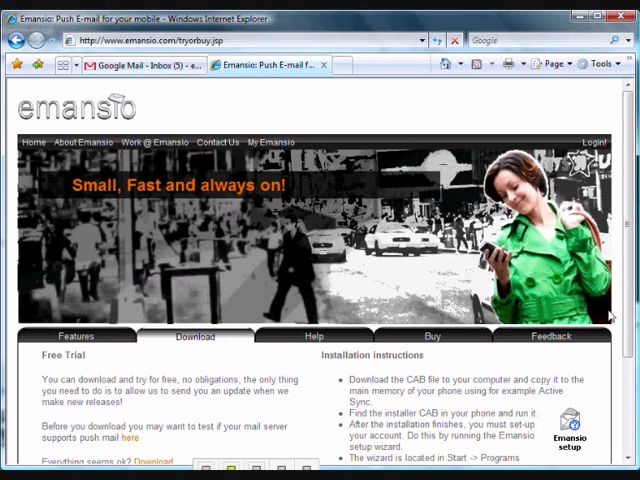 Emansio: Push E-mail for your mobile - Windows Internet Explorer
http://www.emansio.com/tryorbuy.jsp
Google
Google Mail - Inbox (5) - e...
Emansio: Push E-mail f...
Page
Tools
emansio
Home About Emansio Work @ Emansio Contact Us My Emansio Login!
Small, Fast and always on!
Features Download Help Buy Feedback
Free Trial
You can download and try for free, no obligations, the only thing
you need to do is to allow us to send you an update when we
make new releases!
Before you download you may want to test if your mail server
supports push mail here
Everything seems ok? Download
Installation instructions
Download the CAB file to your computer and copy it to the
main memory of your phone using for example Active
Sync.
Find the installer CAB in your phone and run it.
After the installation finishes, you must set-up
your account. Do this by running the Emansio
setup wizard.
The wizard is located in Start -> Programs
Emansio
setup